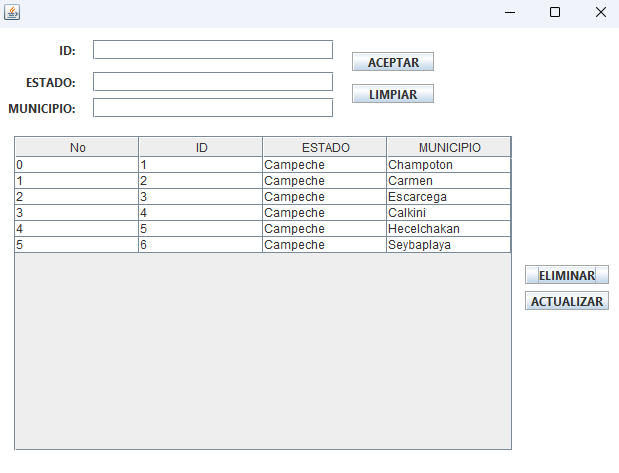 ID:
ACEPTAR
ESTADO:
LIMPIAR
MUNICIPIO:
No ID ESTADO MUNICIPIO
0 1 Campeche Champoton
1 2 Campeche Carmen
2 3 Campeche Escarcega
3 4 Campeche Calkini
4 5 Campeche Hecelchakan
5 6 Campeche Seybaplaya
ELIMINAR
ACTUALIZAR